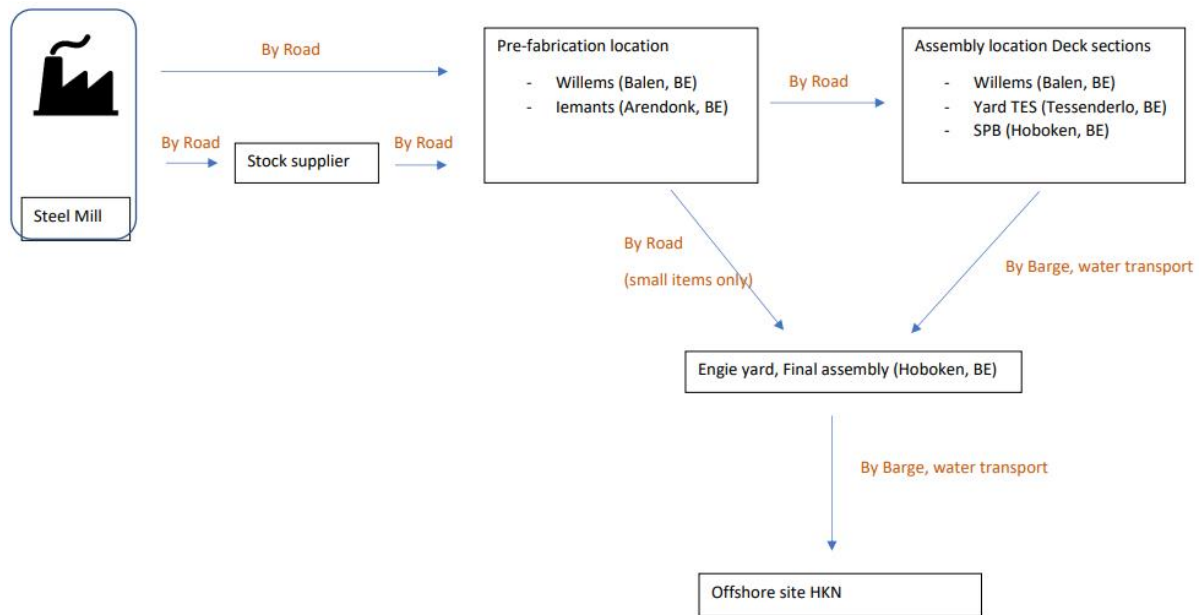 By Road
Pre-fabrication location
- Willems (Balen, BE)
- Iemants (Arendonk, BE)
By Road
Assembly location Deck sections
- Willems (Balen, BE)
- Yard TES (Tessenderlo, BE)
- SPB (Hoboken, BE)
By Road
Stock supplier
By Road
Steel Mill
By Road
(small items only)
By Barge, water transport
Engie yard, Final assembly (Hoboken, BE)
By Barge, water transport
Offshore site HKN